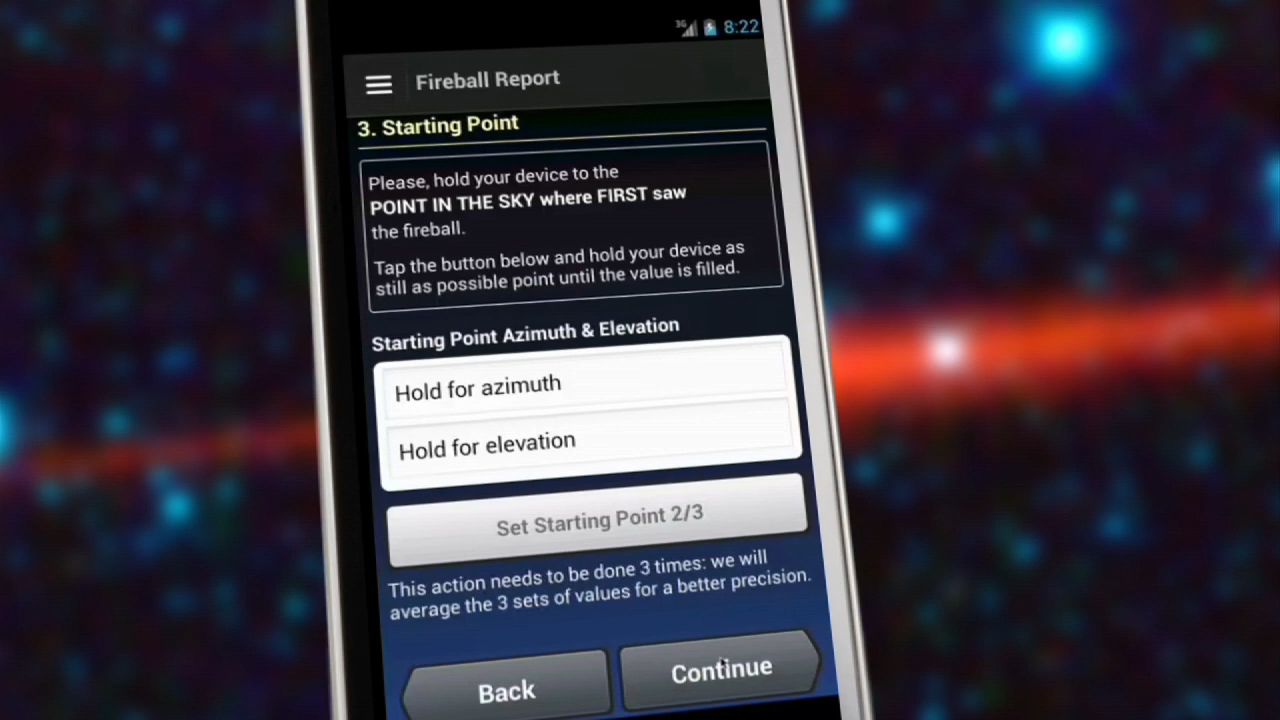 3G 8:22
Fireball Report
3. Starting Point
Please, hold your device to the
POINT IN THE SKY where FIRST saw
the fireball.
Tap the button below and hold your device as
still as possible point until the value is filled.
Starting Point Azimuth & Elevation
Hold for azimuth
Hold for elevation
Set Starting Point 2/3
This action needs to be done 3 times: we will
average the 3 sets of values for a better precision.
Back
Continue